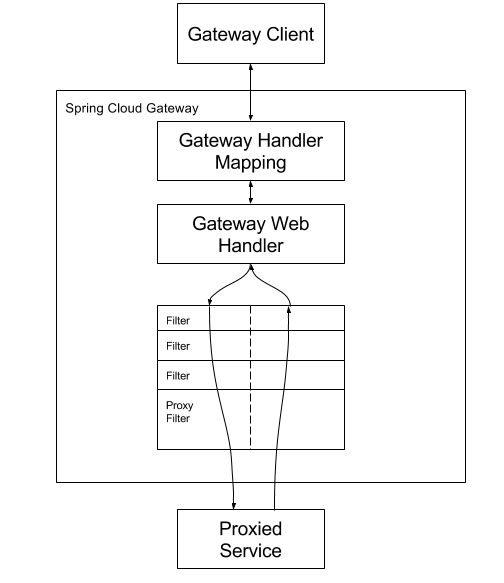 Gateway Client
Spring Cloud Gateway
Gateway Handler
Mapping
Gateway Web
Handler
Filter
Filter
Filter
Proxy
Filter
Proxied
Service